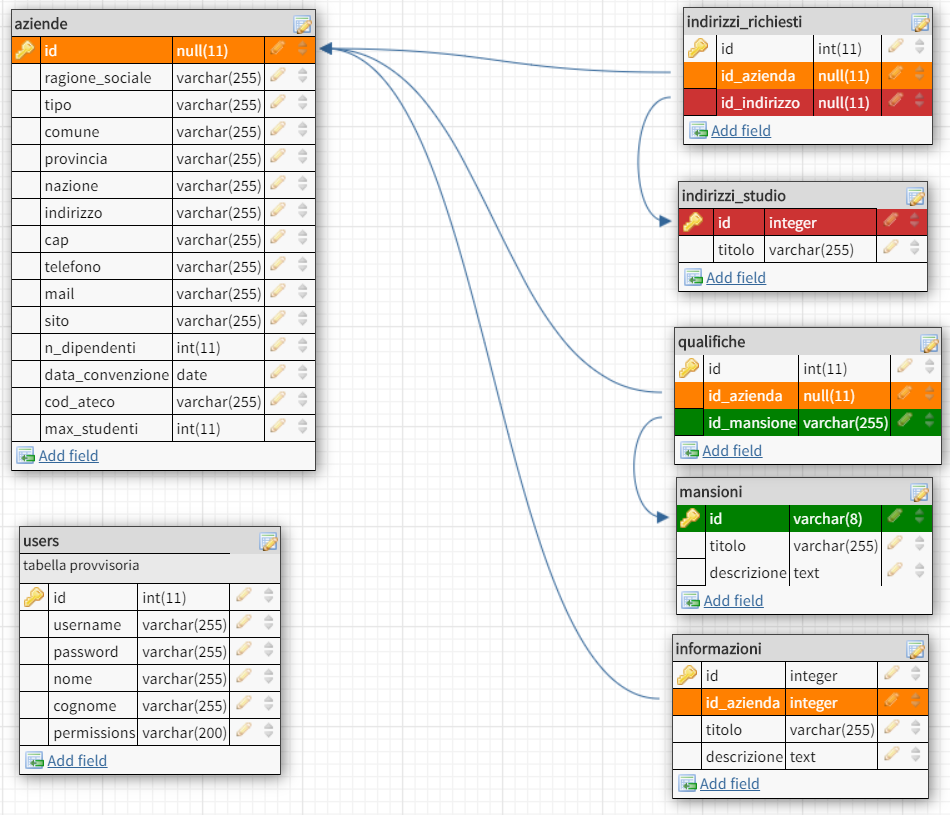 aziende
id null(11)
ragione_sociale varchar(255)
tipo varchar(255)
comune varchar(255)
provincia varchar(255)
nazione varchar(255)
indirizzo varchar(255)
cap varchar(255)
telefono varchar(255)
mail varchar(255)
sito varchar(255)
n_dipendenti int(11)
data_convenzione date
cod_ateco varchar(255)
max_studenti int(11)
Add field
users
tabella provvisoria
id int(11)
username varchar(255)
password varchar(255)
nome varchar(255)
cognome varchar(255)
permissions varchar(200)
Add field
indirizzi_richiesti
id int(11)
id_azienda null(11)
id_indirizzo null(11)
Add field
indirizzi_studio
id integer
titolo varchar(255)
Add field
qualifiche
id int(11)
id_azienda null(11)
id_mansione varchar(255)
Add field
mansioni
id varchar(8)
titolo varchar(255)
descrizione text
Add field
informazioni
id integer
id_azienda integer
titolo varchar(255)
descrizione text
Add field